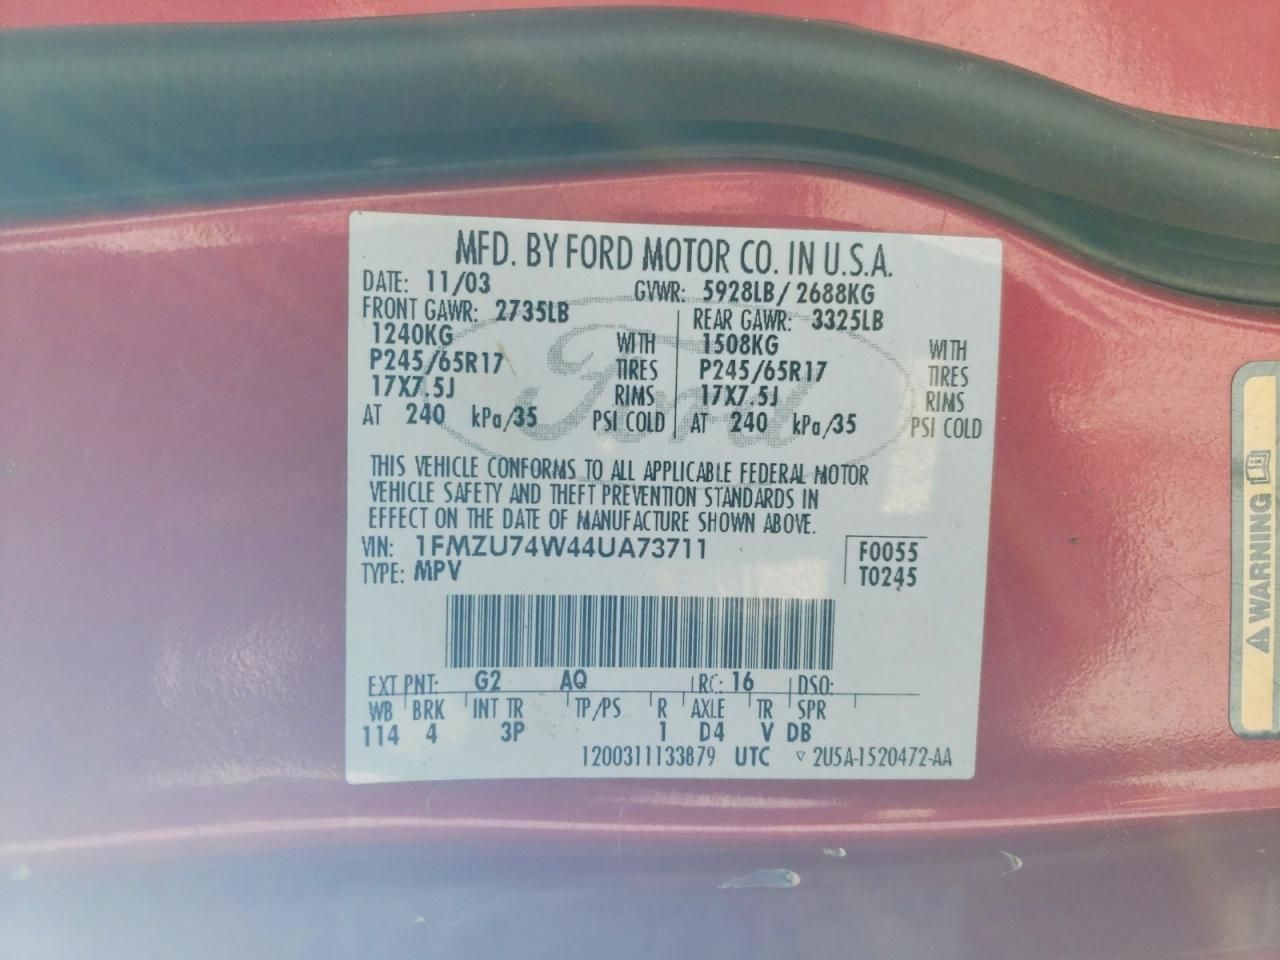 MFD. BY FORD MOTOR CO. IN U.S.A.
DATE: 11/03 GVWR: 5928LB/ 2688KG
FRONT GAWR: 2735LB REAR GAWR: 3325LB
1240KG WITH 1508KG WITH
P245/65R17 TIRES P245/65R17 TIRES
17X7.5J RIMS 17X7.5J RIMS
AT 240 kPa/35 PSI COLD AT 240 kPa/35 PSI COLD
Ford
THIS VEHICLE CONFORMS TO ALL APPLICABLE FEDERAL MOTOR
VEHICLE SAFETY AND THEFT PREVENTION STANDARDS IN
EFFECT ON THE DATE OF MANUFACTURE SHOWN ABOVE.
VIN: 1FMZU74W44UA73711 F0055
TYPE: MPV T0245
EXT PNT: G2 AQ RC: 16 DSO:
WB BRK INT TR TP/PS R AXLE TR SPR
114 4 3P 1 D4 V DB
1200311133879 UTC ▿ 2U5A-1520472-AA
⚠ WARNING